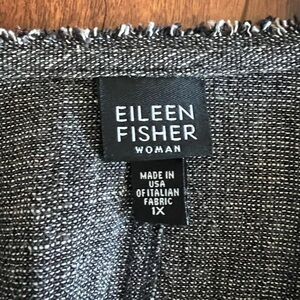 EILEEN
FISHER
WOMAN
MADE IN
USA
OF ITALIAN
FABRIC
1X